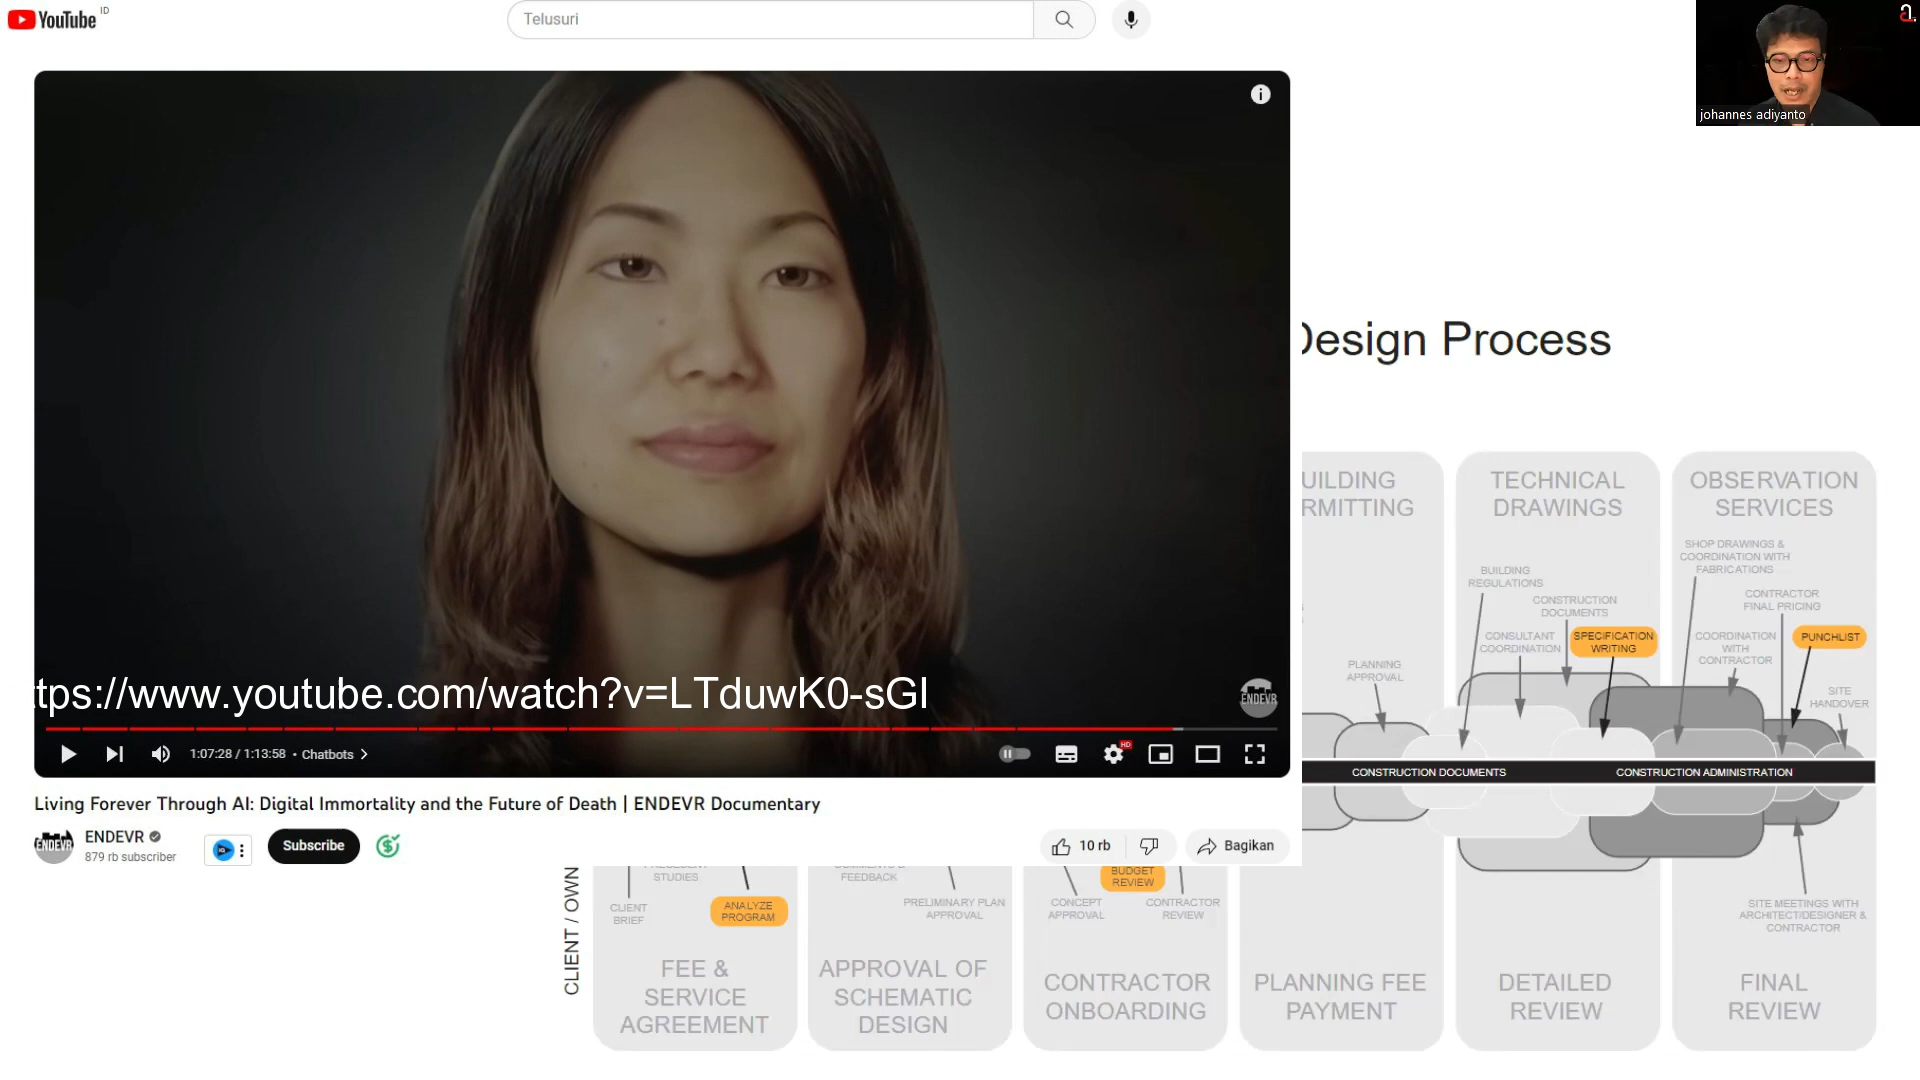 YouTube ID
Telusuri
johannes adiyanto
i
https://www.youtube.com/watch?v=LTduwK0-sGI
ENDEVR
1:07:28 / 1:13:58 • Chatbots >
HD
Living Forever Through AI: Digital Immortality and the Future of Death | ENDEVR Documentary
ENDEVR
ENDEVR
879 rb subscriber
Subscribe
10 rb
Bagikan
Design Process
UILDING
RMITTING
PLANNING
APPROVAL
TECHNICAL
DRAWINGS
BUILDING
REGULATIONS
CONSTRUCTION
DOCUMENTS
CONSULTANT
COORDINATION
SPECIFICATION
WRITING
OBSERVATION
SERVICES
SHOP DRAWINGS &
COORDINATION WITH
FABRICATIONS
CONTRACTOR
FINAL PRICING
COORDINATION
WITH
CONTRACTOR
PUNCHLIST
SITE
HANDOVER
CONSTRUCTION DOCUMENTS
CONSTRUCTION ADMINISTRATION
CLIENT / OWN
STUDIES
CLIENT
BRIEF
ANALYZE
PROGRAM
FEE &
SERVICE
AGREEMENT
FEEDBACK
PRELIMINARY PLAN
APPROVAL
APPROVAL OF
SCHEMATIC
DESIGN
CONCEPT
APPROVAL
BUDGET
REVIEW
CONTRACTOR
REVIEW
CONTRACTOR
ONBOARDING
PLANNING FEE
PAYMENT
DETAILED
REVIEW
SITE MEETINGS WITH
ARCHITECT/DESIGNER &
CONTRACTOR
FINAL
REVIEW